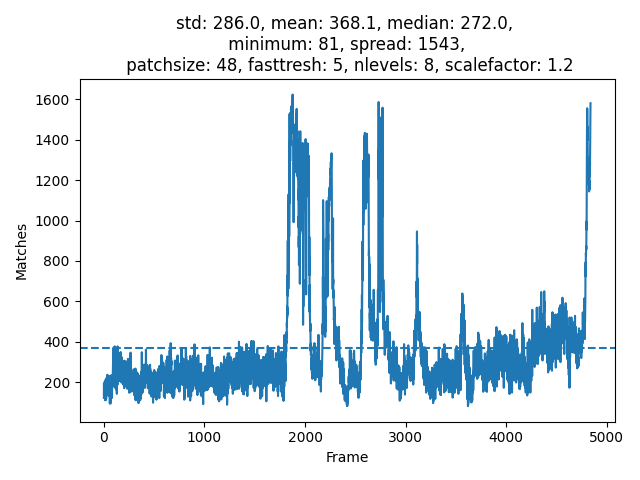 std: 286.0, mean: 368.1, median: 272.0,
minimum: 81, spread: 1543,
patchsize: 48, fasttresh: 5, nlevels: 8, scalefactor: 1.2
1600
1400
1200
1000
800
600
400
200
Matches
0 1000 2000 3000 4000 5000
Frame